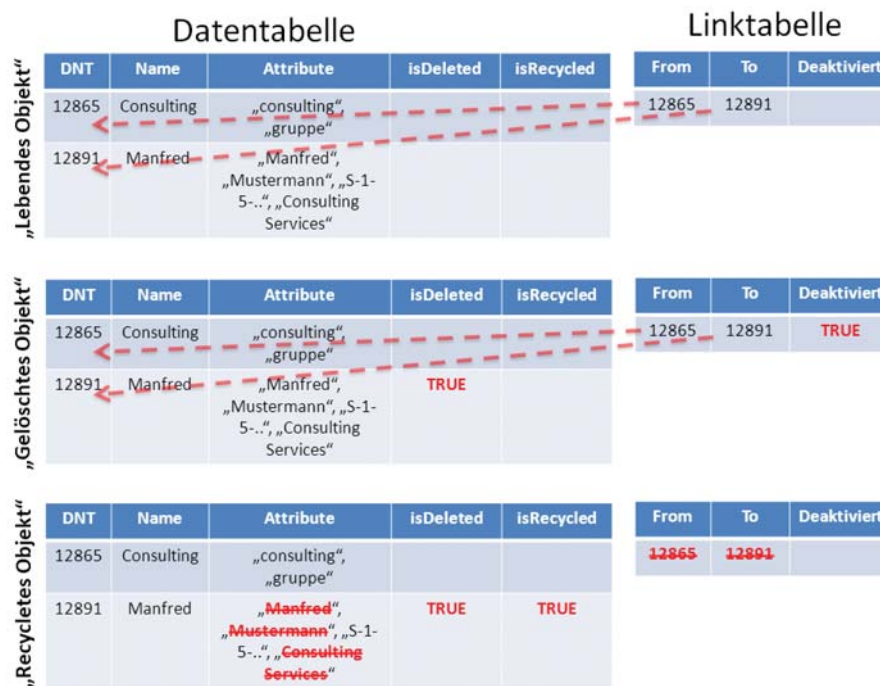 Datentabelle
Linktabelle
„Lebendes Objekt“
DNT Name Attribute isDeleted isRecycled
From To Deaktiviert
12865 Consulting „consulting“,
„gruppe“
12865 12891
12891 Manfred „Manfred“,
„Mustermann“, „S-1-
5-..“, „Consulting
Services“
„Gelöschtes Objekt“
DNT Name Attribute isDeleted isRecycled
From To Deaktiviert
12865 Consulting „consulting“,
„gruppe“
12865 12891 TRUE
12891 Manfred „Manfred“, TRUE
„Mustermann“, „S-1-
5-..“, „Consulting
Services“
„Recycletes Objekt“
DNT Name Attribute isDeleted isRecycled
From To Deaktiviert
12865 Consulting „consulting“,
„gruppe“
12865 12891
12891 Manfred „Manfred“, TRUE TRUE
„Mustermann“, „S-1-
5-..“, „Consulting
Services“